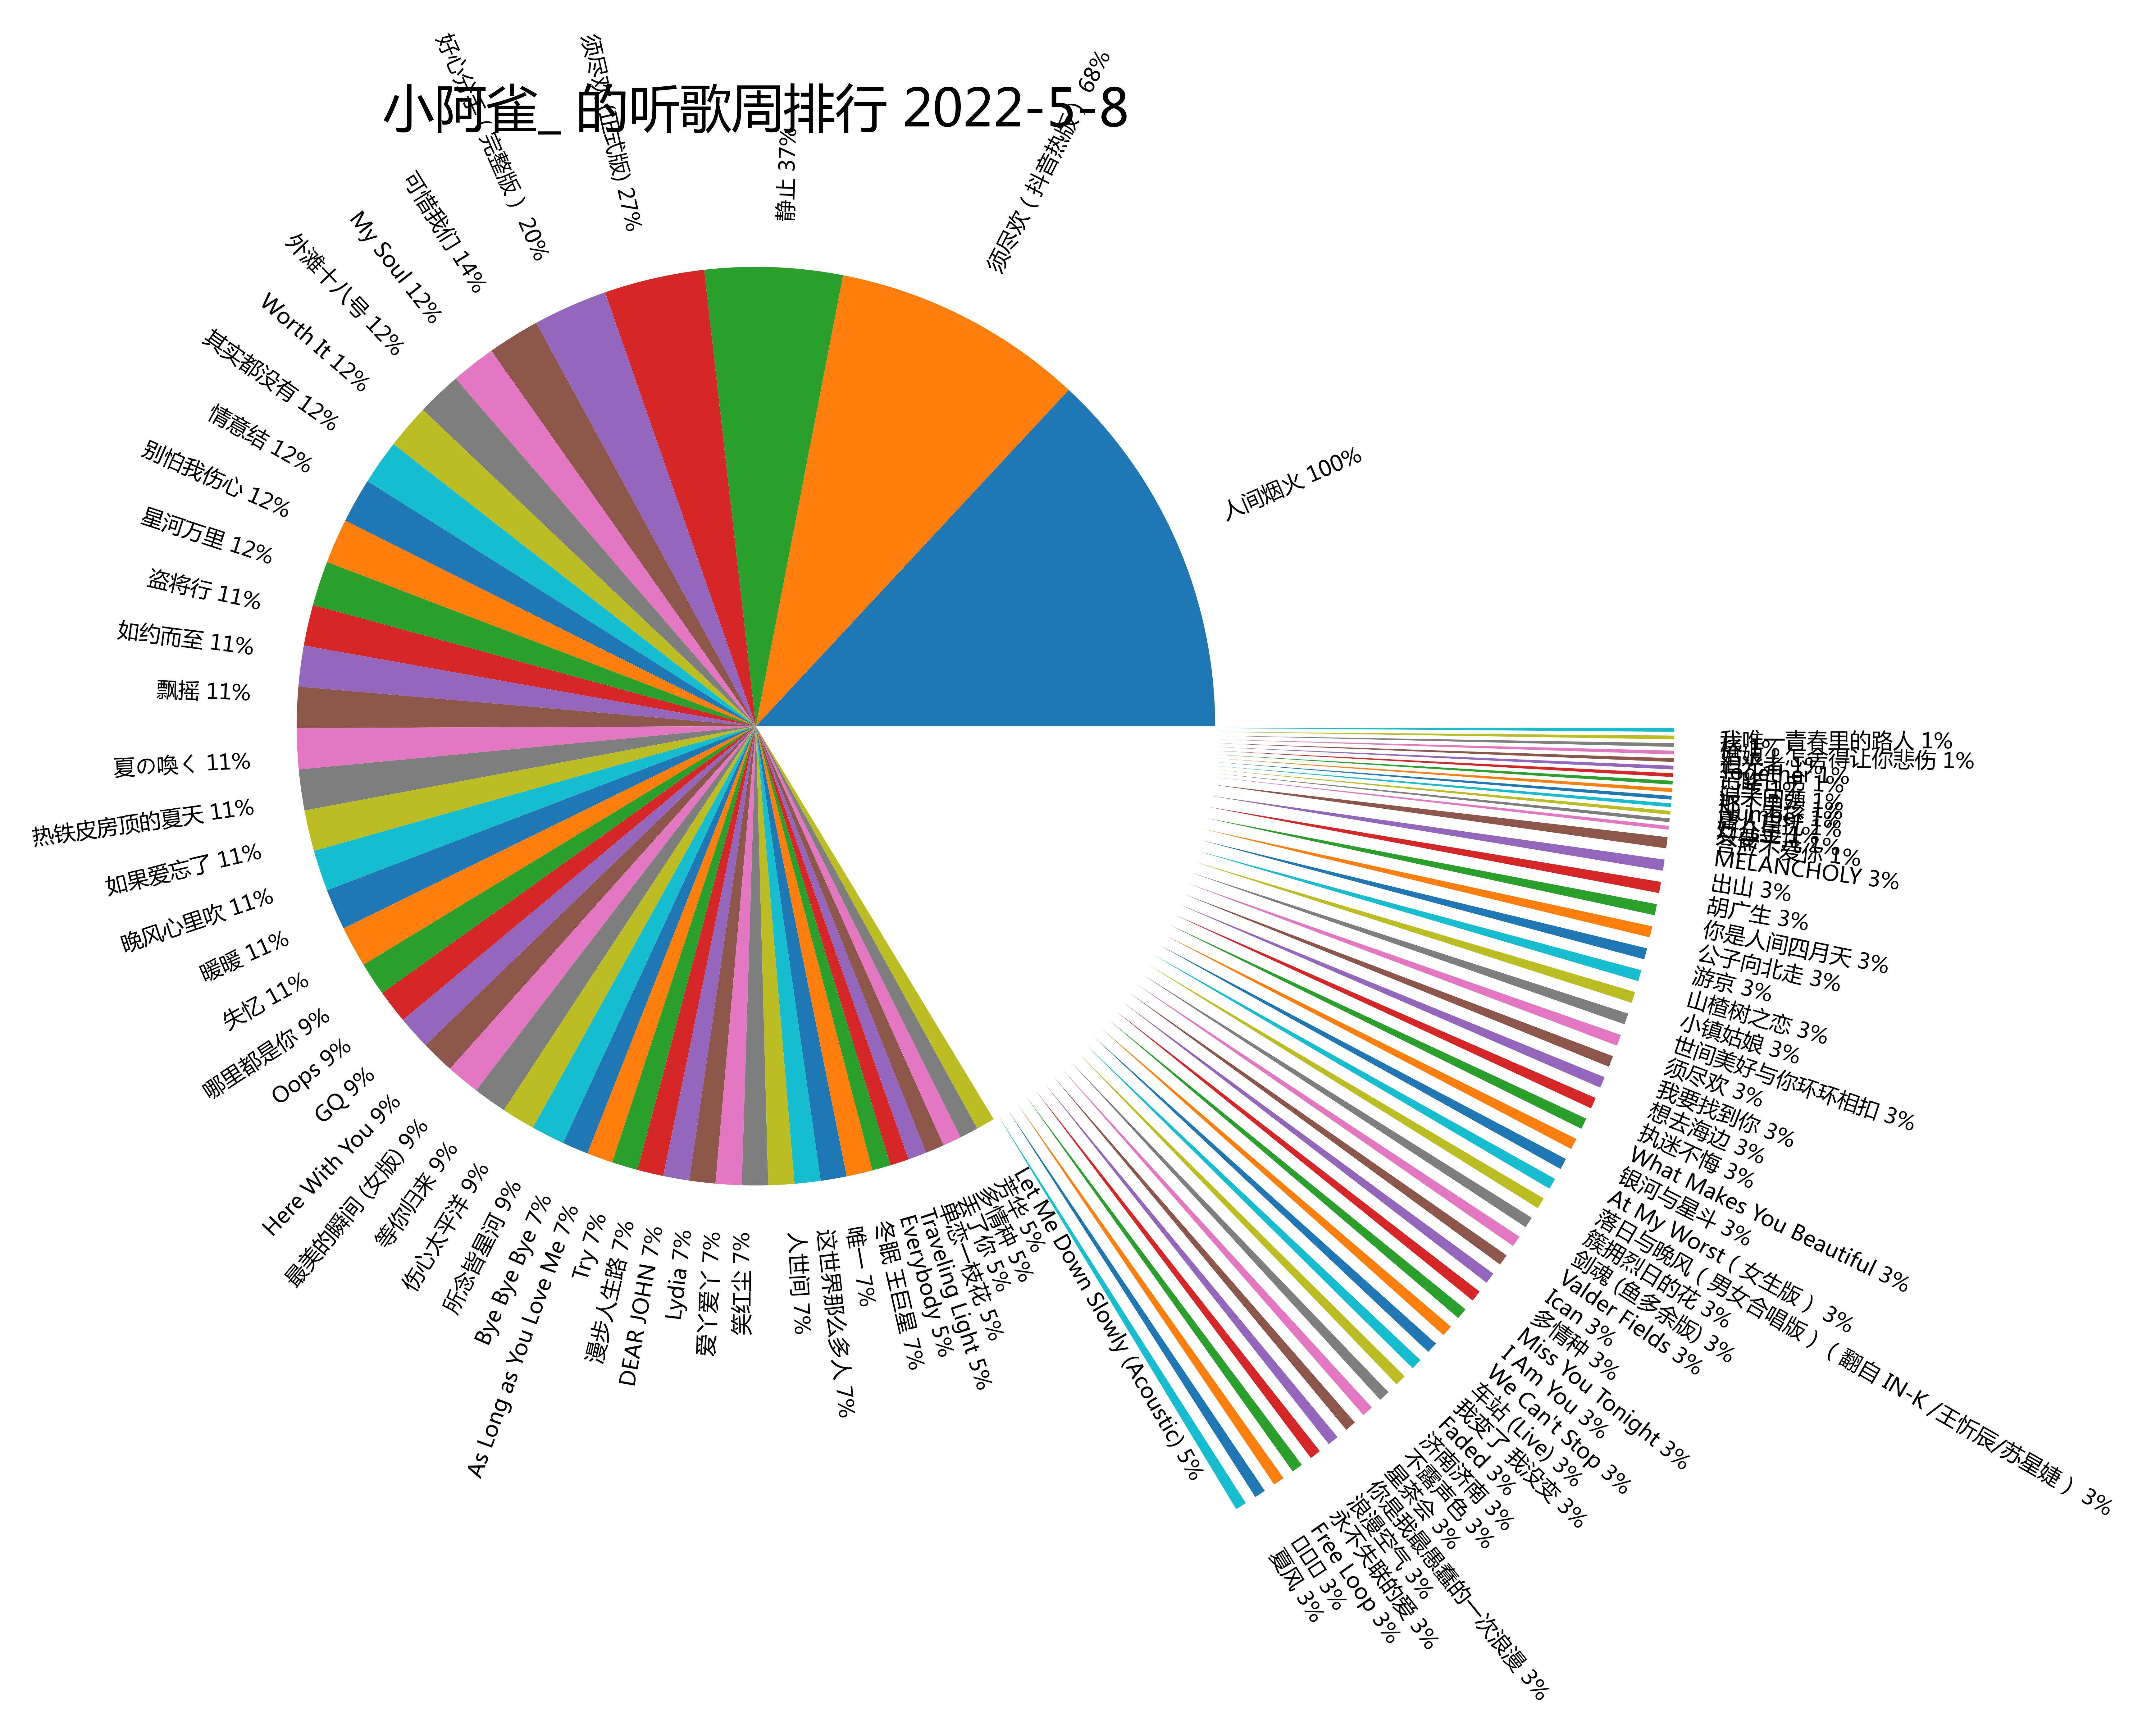 小阿雀_ 的听歌周排行 2022-5-8
人间烟火 100%
须尽欢（抖音热版） 68%
静止 37%
须尽欢 (正式版) 27%
好心分手（完整版） 20%
可惜我们 14%
My Soul 12%
外滩十八号 12%
Worth It 12%
其实都没有 12%
情意结 12%
别怕我伤心 12%
星河万里 12%
盗将行 11%
如约而至 11%
飘摇 11%
夏の唤く 11%
热铁皮房顶的夏天 11%
如果爱忘了 11%
晚风心里吹 11%
暖暖 11%
失忆 11%
哪里都是你 9%
Oops 9%
GQ 9%
Here With You 9%
最美的瞬间 (女版) 9%
等你归来 9%
伤心太平洋 9%
所念皆星河 9%
Bye Bye Bye 7%
As Long as You Love Me 7%
Try 7%
漫步人生路 7%
DEAR JOHN 7%
Lydia 7%
爱丫爱丫 7%
笑红尘 7%
人世间 7%
这世界那么多人 7%
唯一 7%
冬眠 王巨星 7%
Everybody 5%
Traveling Light 5%
单恋一枝花 5%
丢了你 5%
多情种 5%
芳华 5%
Let Me Down Slowly (Acoustic) 5%
夏风 3%
Free Loop 3%
永不失联的爱 3%
浪漫空气 3%
你是我最愚蠢的一次浪漫 3%
星茶会 3%
不露声色 3%
济南济南 3%
Faded 3%
我变了 我没变 3%
车站 (Live) 3%
We Can't Stop 3%
I Am You 3%
Miss You Tonight 3%
多情种 3%
Ican 3%
Valder Fields 3%
剑魂 (鱼多余版) 3%
簇拥烈日的花 3%
落日与晚风（男女合唱版）（翻自 IN-K /王忻辰/苏星婕） 3%
At My Worst（女生版） 3%
银河与星斗 3%
What Makes You Beautiful 3%
执迷不悔 3%
想去海边 3%
我要找到你 3%
须尽欢 3%
世间美好与你环环相扣 3%
小镇姑娘 3%
山楂树之恋 3%
游京 3%
公子向北走 3%
你是人间四月天 3%
胡广生 3%
出山 3%
MELANCHOLY 3%
Together 1%
我唯一青春里的路人 1%